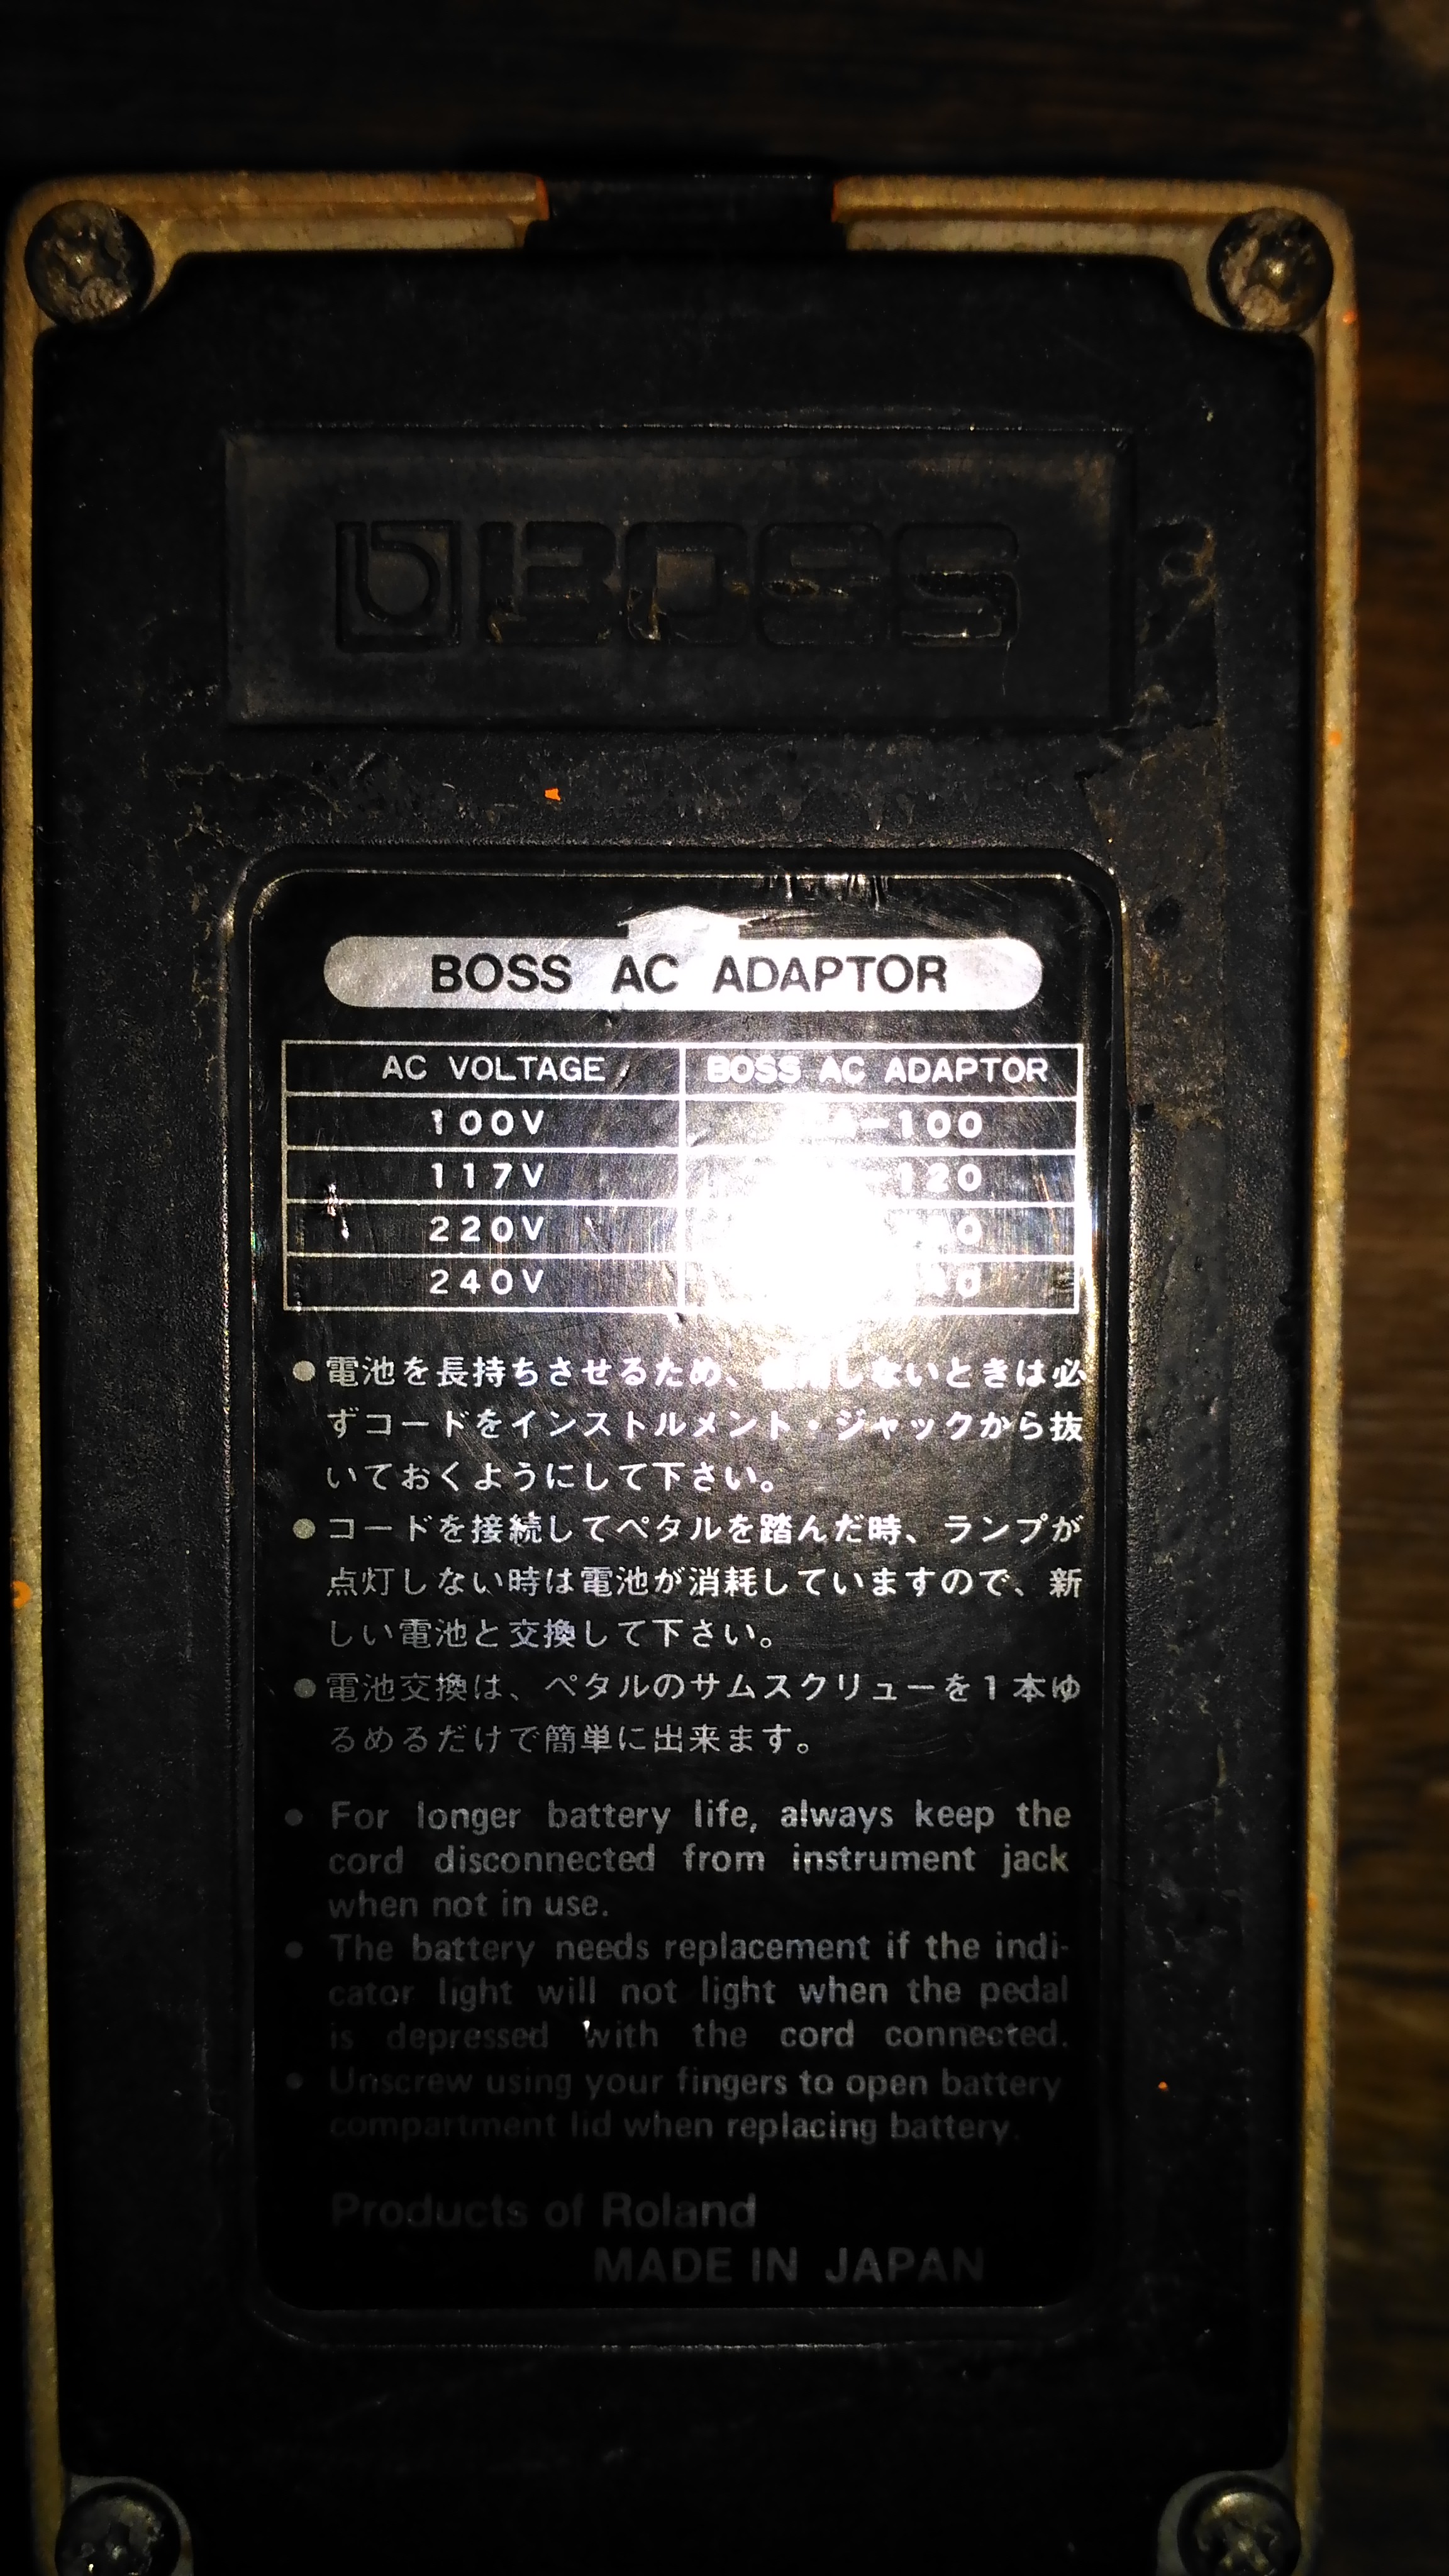 BOSS
BOSS AC ADAPTOR
AC VOLTAGE BOSS AC ADAPTOR
100V -100
117V 120
220V
240V
●電池を長持ちさせるため、しないときは必
ずコードをインストルメント・ジャックから抜
いておくようにして下さい。
●コードを接続してペタルを踏んだ時、ランプが
点灯しない時は電池が消耗していますので、新
しい電池と交換して下さい。
●電池交換は、ペタルのサムスクリューを1本ゆ
るめるだけで簡単に出来ます。
● For longer battery life, always keep the
cord disconnected from instrument jack
when not in use.
● The battery needs replacement if the indi-
cator light will not light when the pedal
is depressed with the cord connected.
● Unscrew using your fingers to open battery
compartment lid when replacing battery.
Products of Roland
MADE IN JAPAN